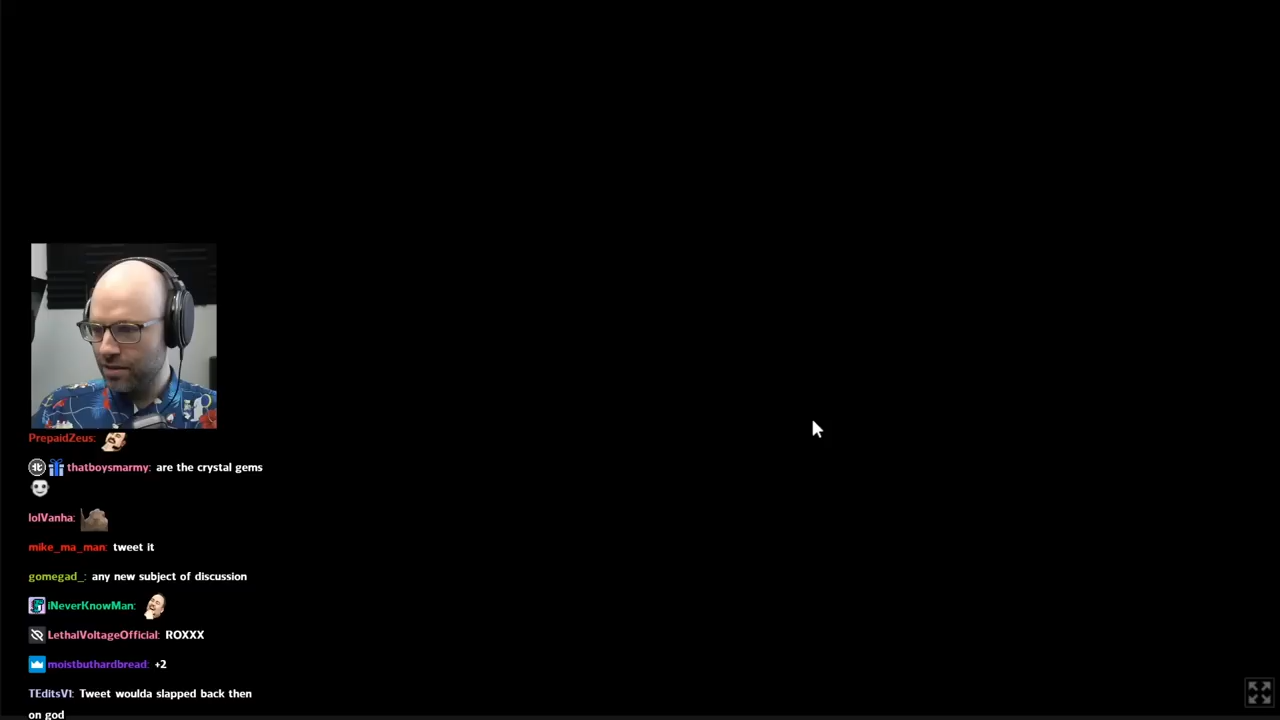 PrepaidZeus:
thatboysmarmy: are the crystal gems
lolVanha:
mike_ma_man: tweet it
gomegad_: any new subject of discussion
iNeverKnowMan:
LethalVoltageOfficial: ROXXX
moistbuthardbread: +2
TEditsV1: Tweet woulda slapped back then
on god